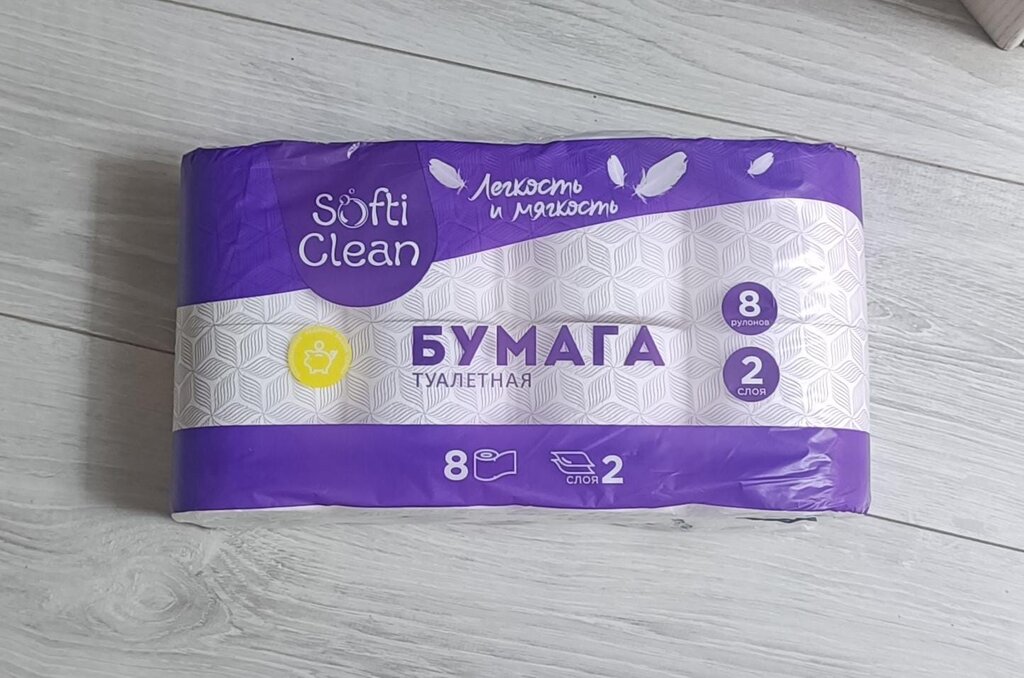 Softi
Clean
Легкость
и мягкость
БУМАГА
ТУАЛЕТНАЯ
8
рулонов
2
слоя
8
слоя 2